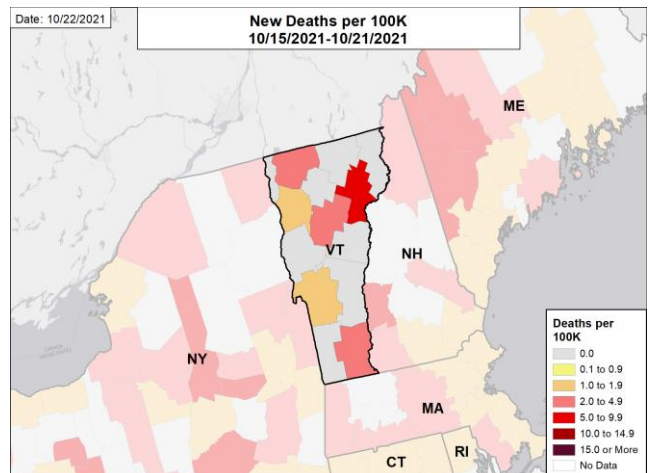 Date: 10/22/2021
New Deaths per 100K
10/15/2021-10/21/2021
ME
VT
NH
NY
MA
CT
RI
Deaths per
100K
0.0
0.1 to 0.9
1.0 to 1.9
2.0 to 4.9
5.0 to 9.9
10.0 to 14.9
15.0 or More
No Data